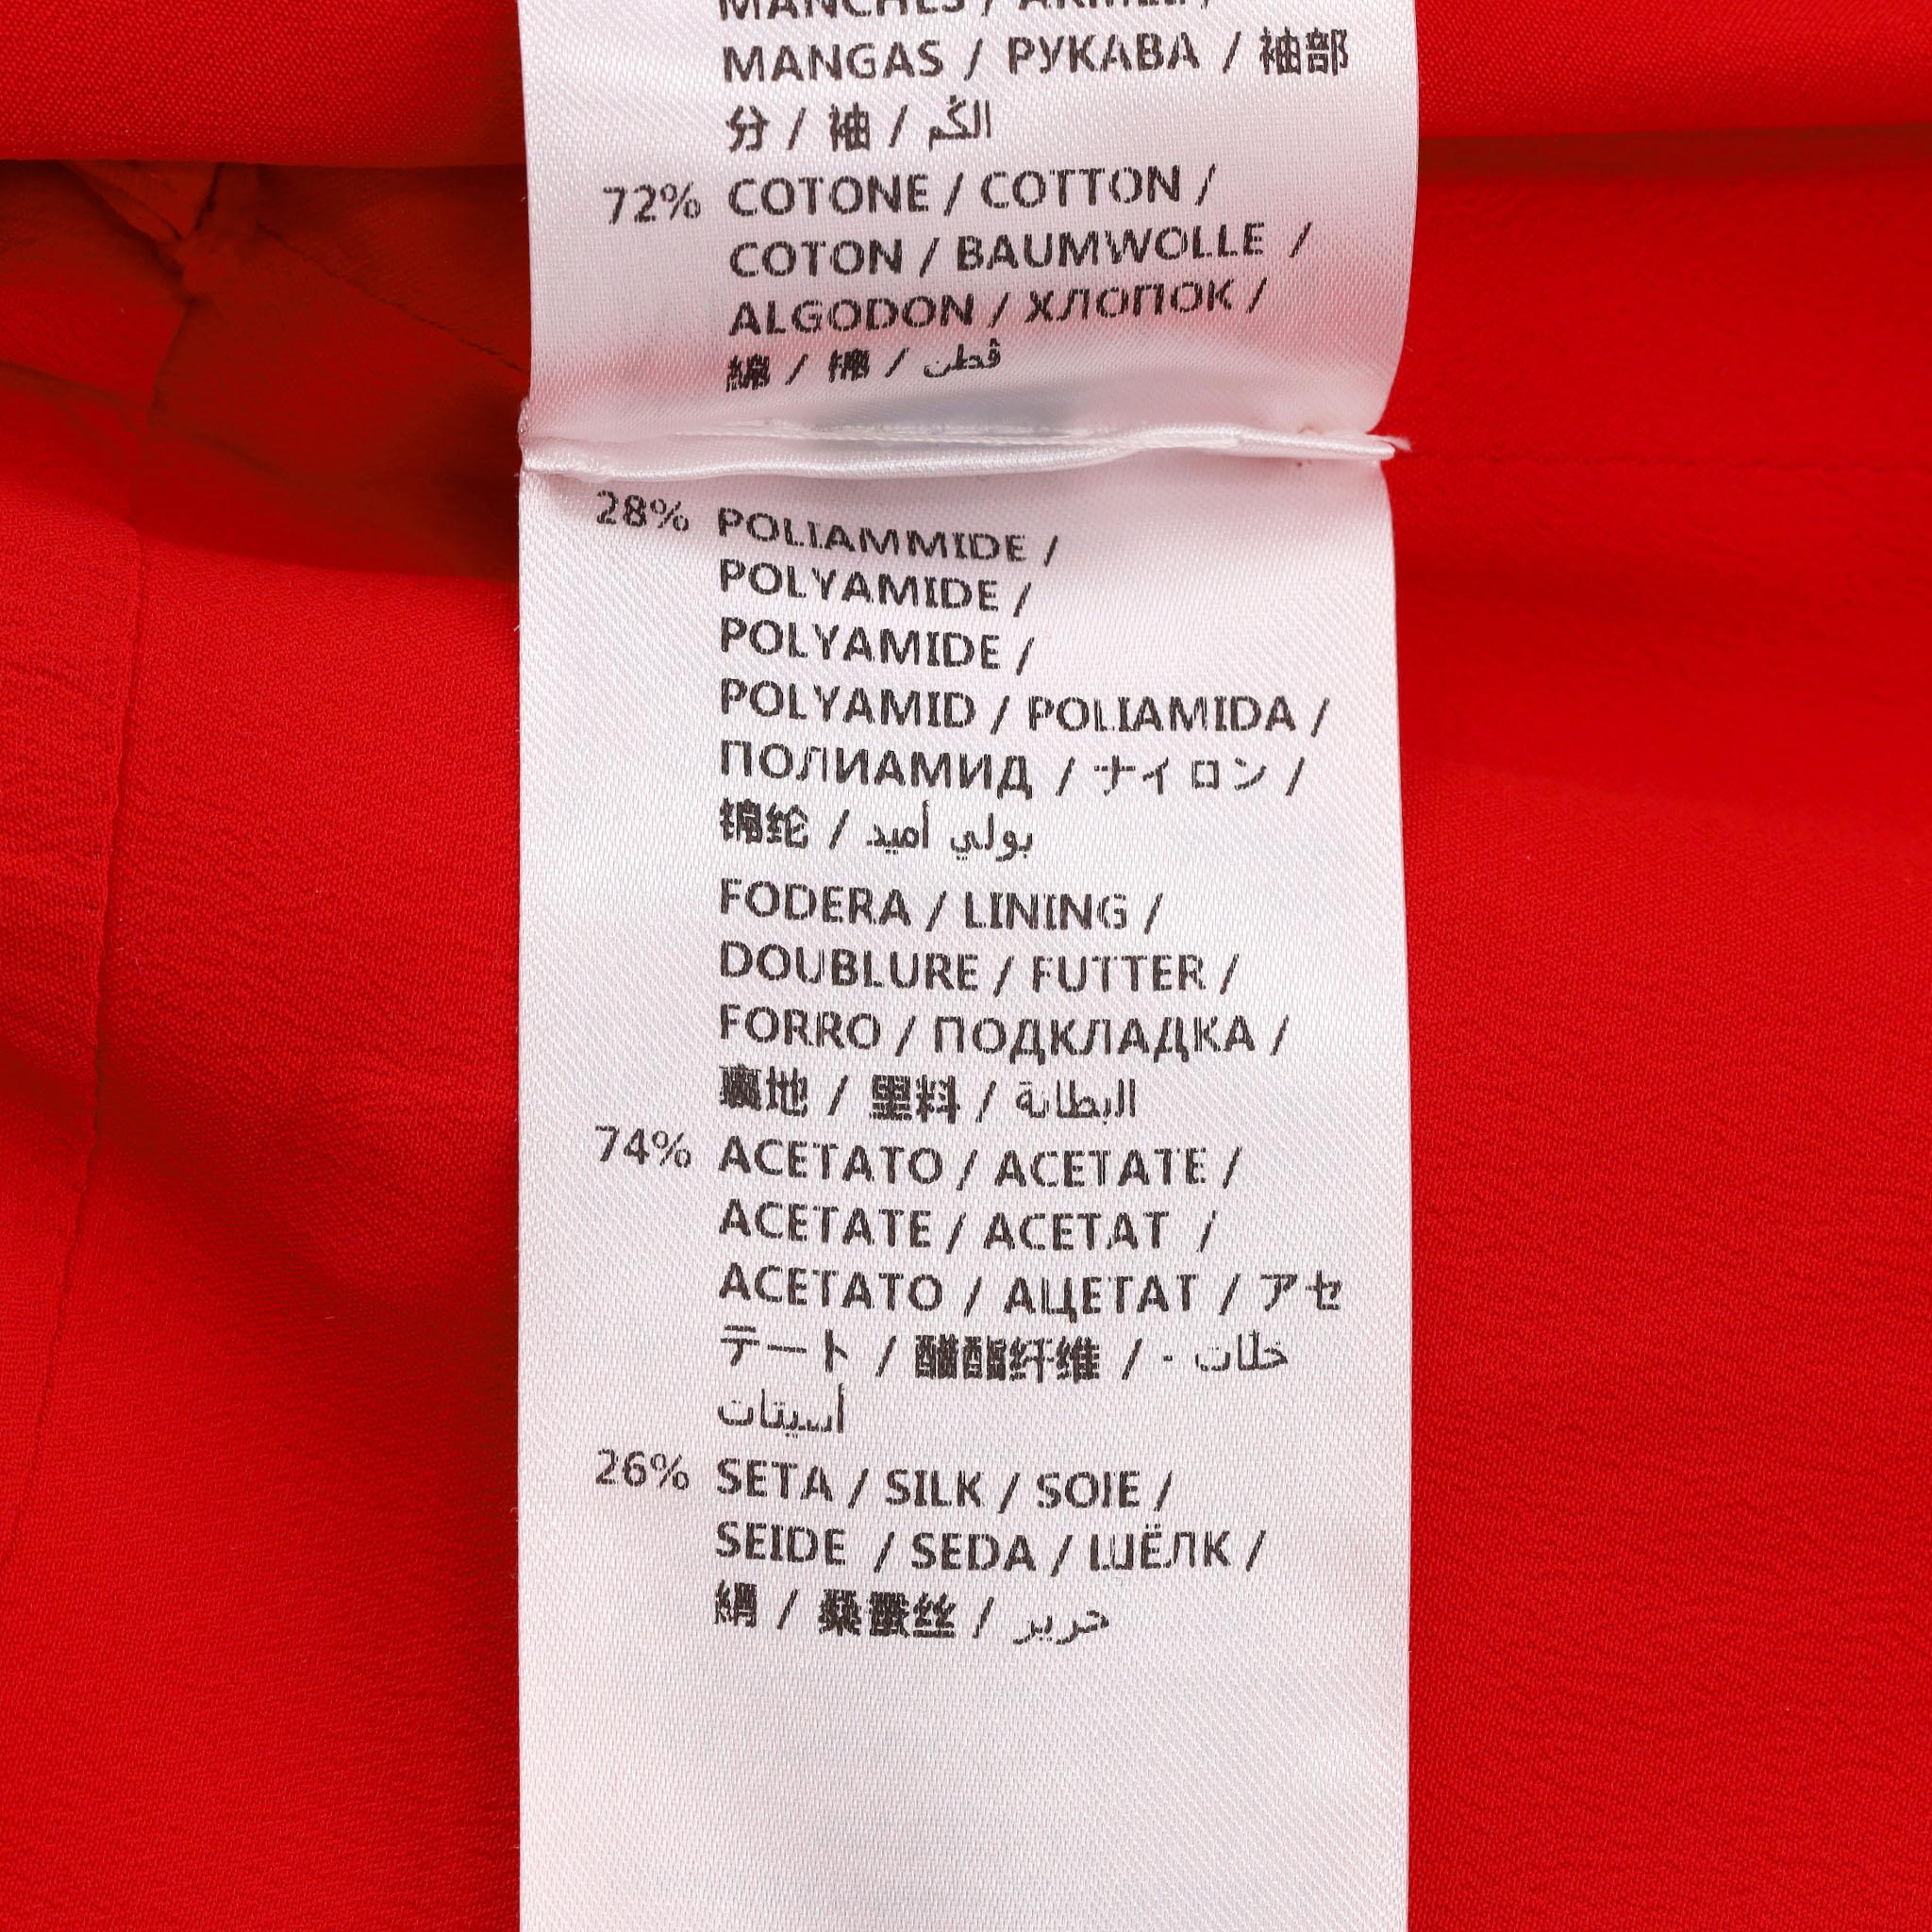 MANCHES / ÄRMEL /
MANGAS / РУКАВА / 袖部
分 / 袖 / الكم
72% COTONE / COTTON /
COTON / BAUMWOLLE /
ALGODON / ХЛОПОК /
綿 / 棉 / قطن
28% POLIAMMIDE /
POLYAMIDE /
POLYAMIDE /
POLYAMID / POLIAMIDA /
ПОЛИАМИД / ナイロン /
锦纶 / بولي أميد
FODERA / LINING /
DOUBLURE / FUTTER /
FORRO / ПОДКЛАДКА /
裏地 / 里料 / البطانة
74% ACETATO / ACETATE /
ACETATE / ACETAT /
ACETATO / АЦЕТАТ / アセ
テート / 醋酯纤维 / خلات -
أسيتات
26% SETA / SILK / SOIE /
SEIDE / SEDA / ШЁЛК /
絹 / 桑蚕丝 / حرير